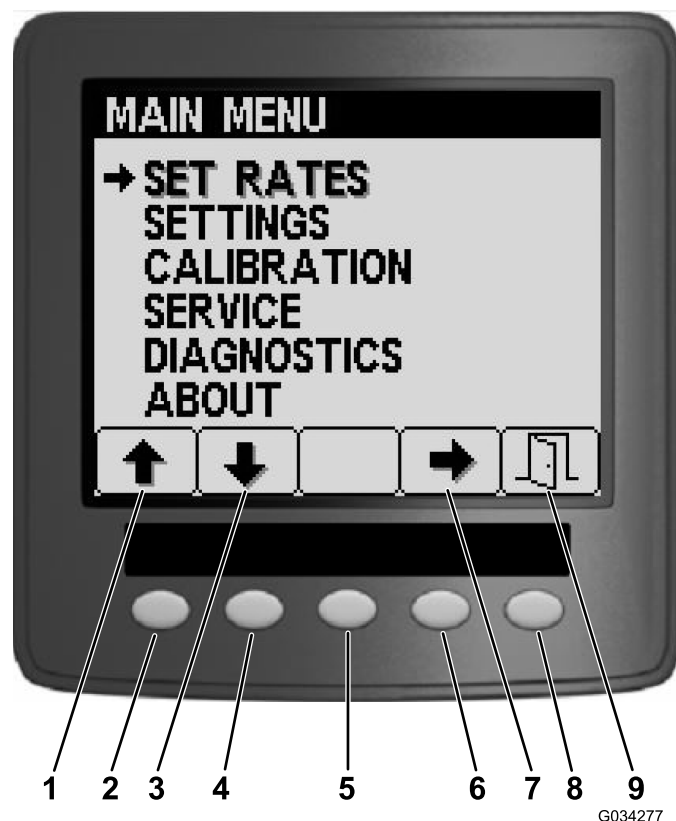 MAIN MENU
SET RATES
SETTINGS
CALIBRATION
SERVICE
DIAGNOSTICS
ABOUT
1 2 3 4 5 6 7 8 9
G034277